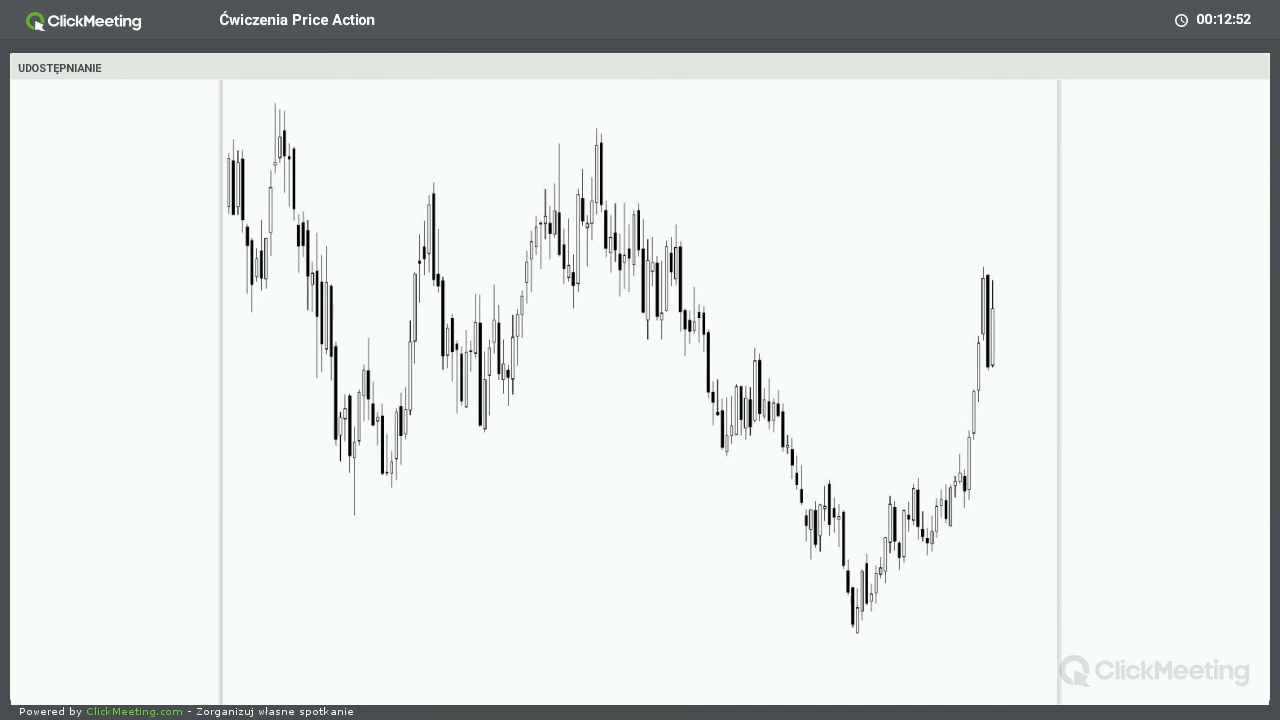 ClickMeeting
Ćwiczenia Price Action
00:12:52
UDOSTĘPNIANIE
ClickMeeting
Powered by ClickMeeting.com - Zorganizuj własne spotkanie